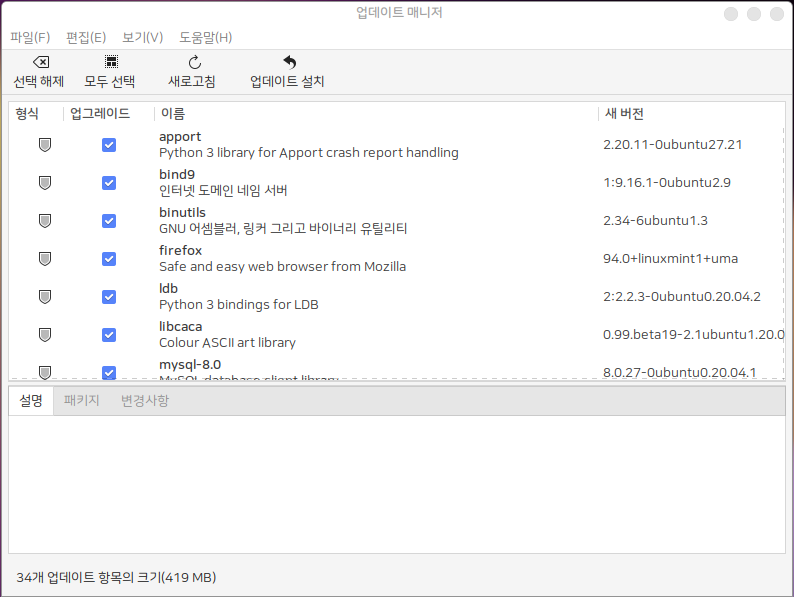 업데이트 매니저
파일(F) 편집(E) 보기(V) 도움말(H)
선택 해제 모두 선택 새로고침 업데이트 설치
형식 업그레이드 이름 새 버전
apport
Python 3 library for Apport crash report handling 2.20.11-0ubuntu27.21
bind9
인터넷 도메인 네임 서버 1:9.16.1-0ubuntu2.9
binutils
GNU 어셈블러, 링커 그리고 바이너리 유틸리티 2.34-6ubuntu1.3
firefox
Safe and easy web browser from Mozilla 94.0+linuxmint1+uma
ldb
Python 3 bindings for LDB 2:2.2.3-0ubuntu0.20.04.2
libcaca
Colour ASCII art library 0.99.beta19-2.1ubuntu1.20.0
mysql-8.0
MySQL database client library 8.0.27-0ubuntu0.20.04.1
설명 패키지 변경사항
34개 업데이트 항목의 크기(419 MB)